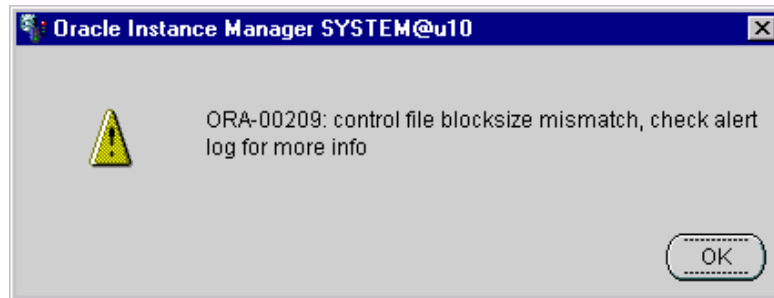 Oracle Instance Manager SYSTEM@u10
ORA-00209: control file blocksize mismatch, check alert
log for more info
OK